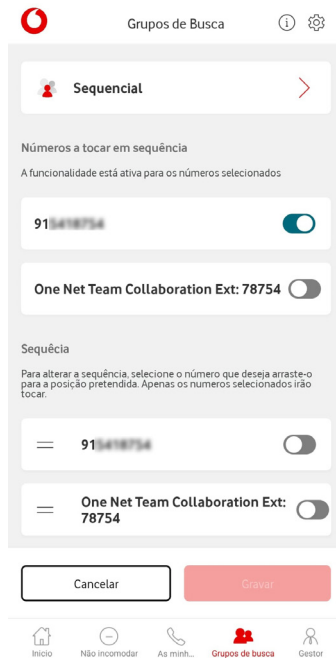 Grupos de Busca
Sequencial
Números a tocar em sequência
A funcionalidade está ativa para os números selecionados
91
One Net Team Collaboration Ext: 78754
Sequêcia
Para alterar a sequência, selecione o número que deseja arraste-o
para a posição pretendida. Apenas os numeros selecionados irão
tocar.
91
One Net Team Collaboration Ext:
78754
Cancelar
Gravar
Inicio
Não incomodar
As minh...
Grupos de busca
Gestor